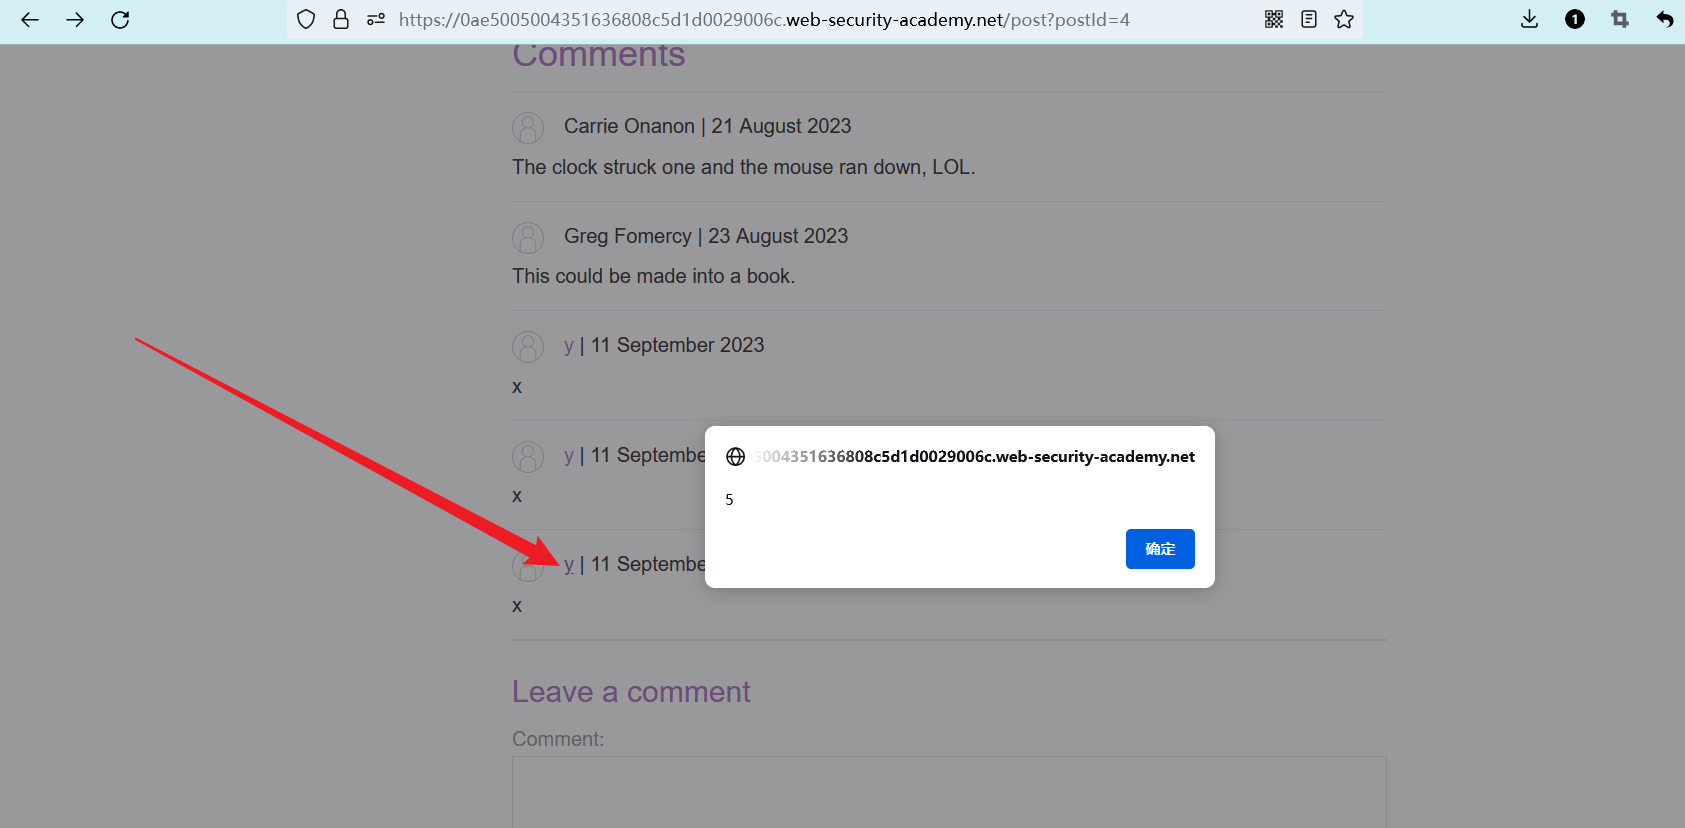 https://0ae5005004351636808c5d1d0029006c.web-security-academy.net/post?postId=4
1
Comments
Carrie Onanon | 21 August 2023
The clock struck one and the mouse ran down, LOL.
Greg Fomercy | 23 August 2023
This could be made into a book.
y | 11 September 2023
x
y | 11 Septembe
5004351636808c5d1d0029006c.web-security-academy.net
x
5
确定
y | 11 Septembe
x
Leave a comment
Comment: